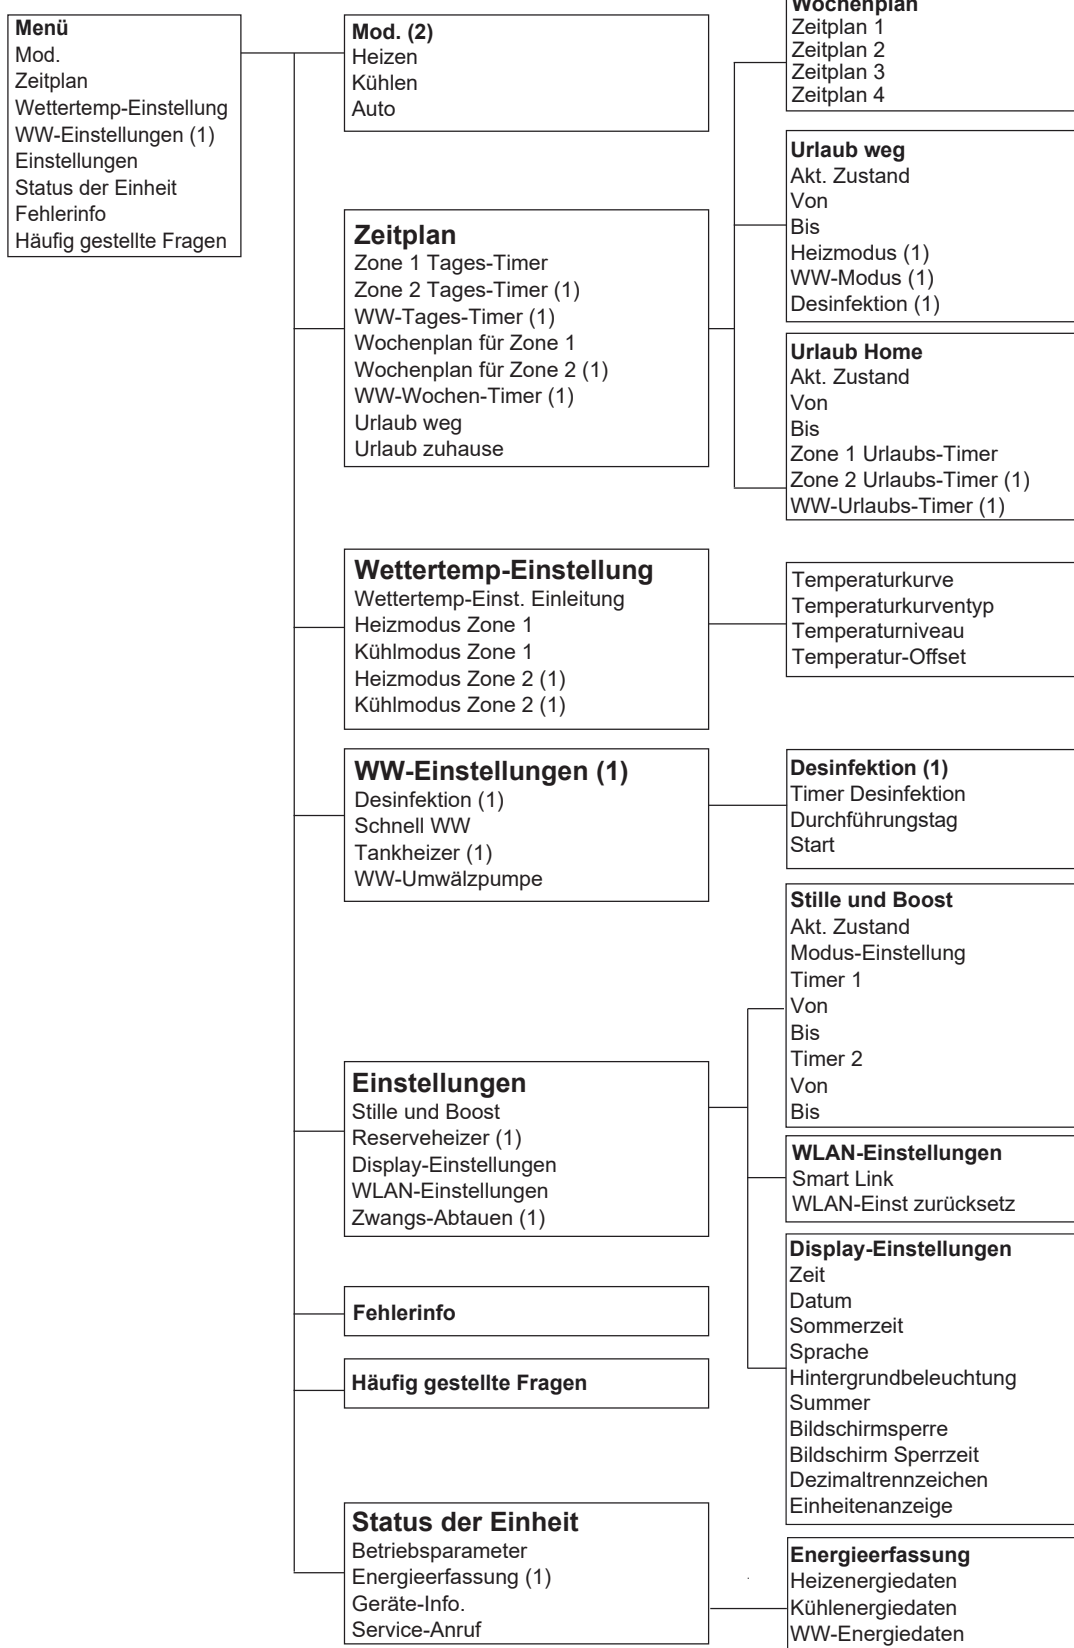 Menü
Mod.
Zeitplan
Wettertemp-Einstellung
WW-Einstellungen (1)
Einstellungen
Status der Einheit
Fehlerinfo
Häufig gestellte Fragen
Mod. (2)
Heizen
Kühlen
Auto
Zeitplan
Zone 1 Tages-Timer
Zone 2 Tages-Timer (1)
WW-Tages-Timer (1)
Wochenplan für Zone 1
Wochenplan für Zone 2 (1)
WW-Wochen-Timer (1)
Urlaub weg
Urlaub zuhause
Wochenplan
Zeitplan 1
Zeitplan 2
Zeitplan 3
Zeitplan 4
Urlaub weg
Akt. Zustand
Von
Bis
Heizmodus (1)
WW-Modus (1)
Desinfektion (1)
Urlaub Home
Akt. Zustand
Von
Bis
Zone 1 Urlaubs-Timer
Zone 2 Urlaubs-Timer (1)
WW-Urlaubs-Timer (1)
Wettertemp-Einstellung
Wettertemp-Einst. Einleitung
Heizmodus Zone 1
Kühlmodus Zone 1
Heizmodus Zone 2 (1)
Kühlmodus Zone 2 (1)
Temperaturkurve
Temperaturkurventyp
Temperaturniveau
Temperatur-Offset
WW-Einstellungen (1)
Desinfektion (1)
Schnell WW
Tankheizer (1)
WW-Umwälzpumpe
Desinfektion (1)
Timer Desinfektion
Durchführungstag
Start
Einstellungen
Stille und Boost
Reserveheizer (1)
Display-Einstellungen
WLAN-Einstellungen
Zwangs-Abtauen (1)
Stille und Boost
Akt. Zustand
Modus-Einstellung
Timer 1
Von
Bis
Timer 2
Von
Bis
WLAN-Einstellungen
Smart Link
WLAN-Einst zurücksetz
Display-Einstellungen
Zeit
Datum
Sommerzeit
Sprache
Hintergrundbeleuchtung
Summer
Bildschirmsperre
Bildschirm Sperrzeit
Dezimaltrennzeichen
Einheitenanzeige
Fehlerinfo
Häufig gestellte Fragen
Status der Einheit
Betriebsparameter
Energieerfassung (1)
Geräte-Info.
Service-Anruf
Energieerfassung
Heizenergiedaten
Kühlenergiedaten
WW-Energiedaten